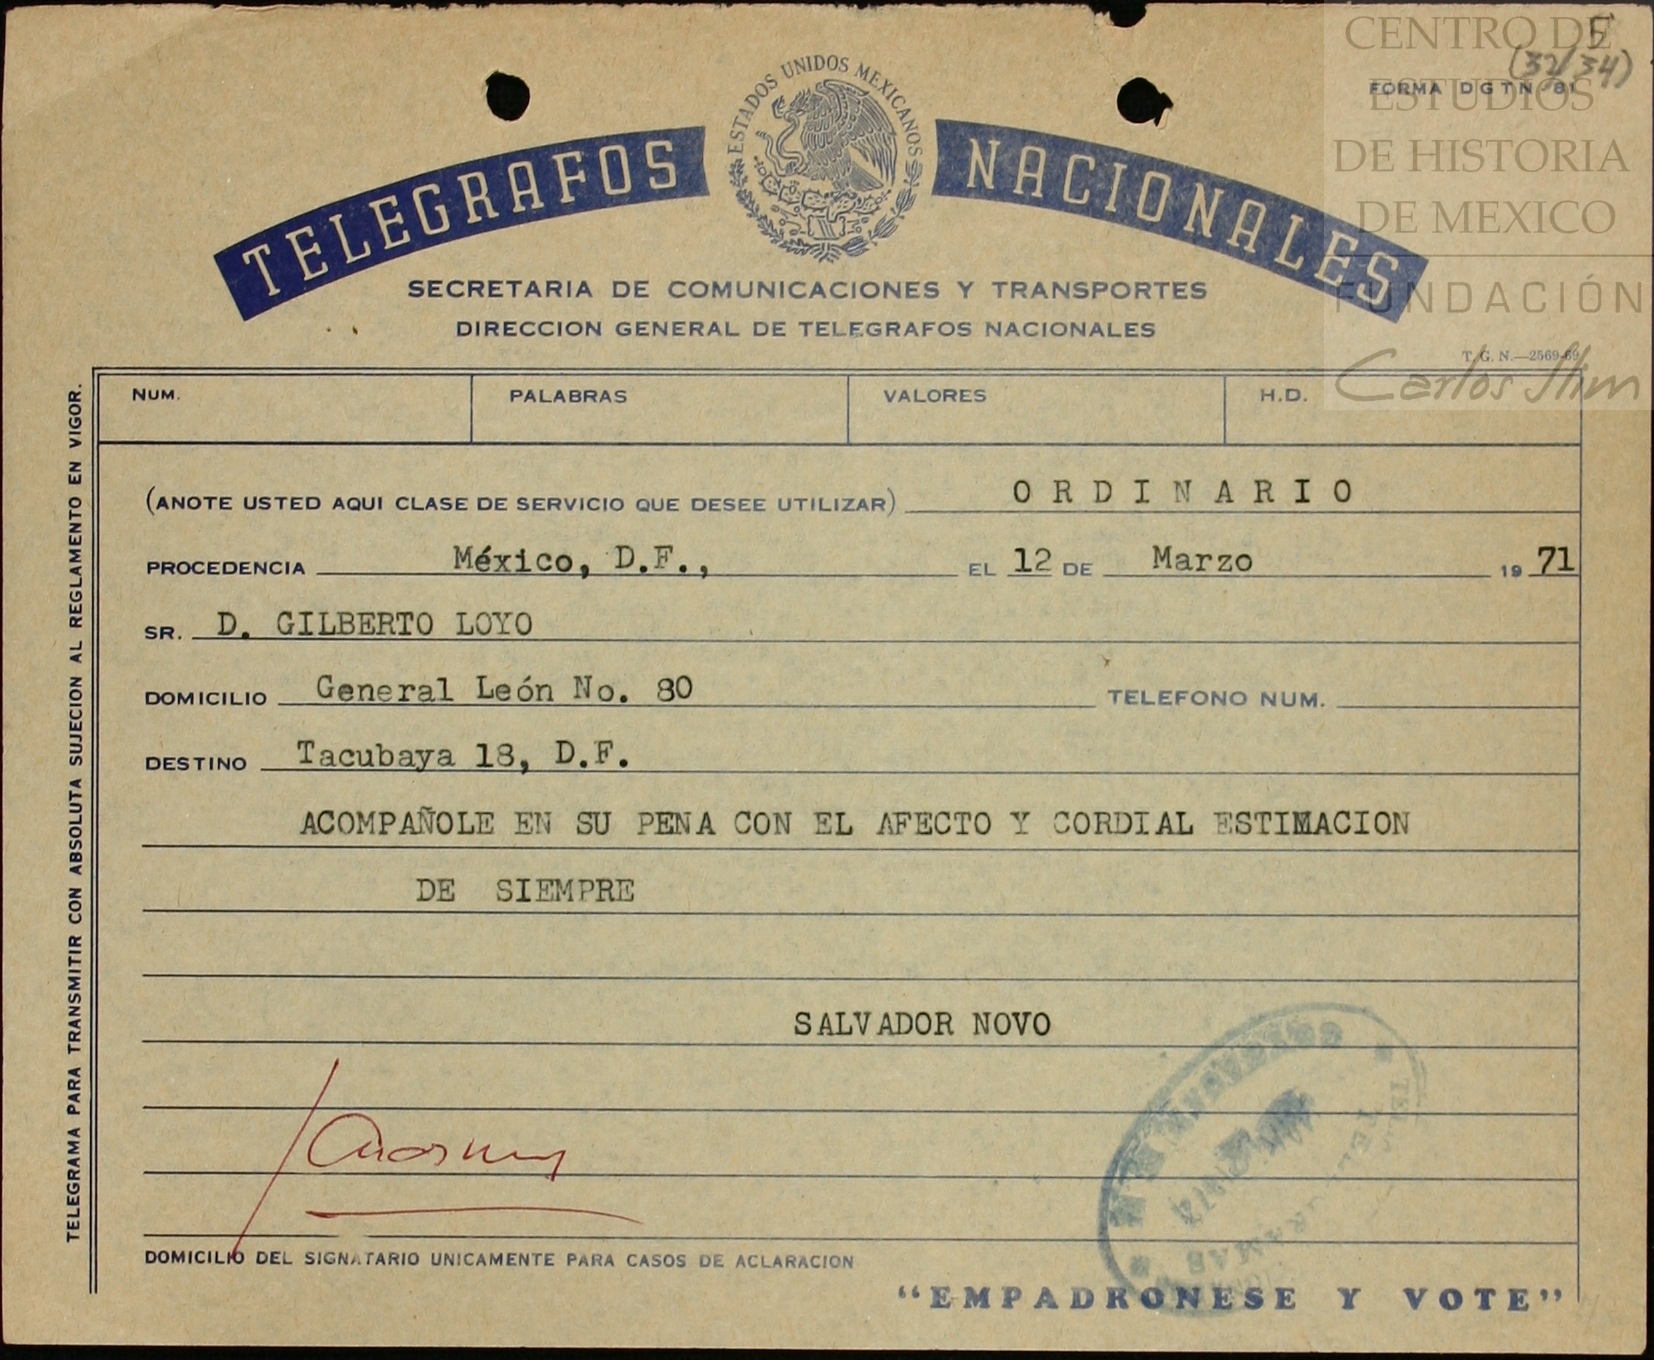 CENTRO DE
ESTUDIOS
DE HISTORIA
DE MEXICO
FUNDACIÓN
Carlos Slim
5
(32/34)
FORMA DGTN 81
ESTADOS UNIDOS MEXICANOS
TELEGRAFOS NACIONALES
SECRETARIA DE COMUNICACIONES Y TRANSPORTES
DIRECCION GENERAL DE TELEGRAFOS NACIONALES
T. G. N.—2569-69
NUM. PALABRAS VALORES H.D.
(ANOTE USTED AQUI CLASE DE SERVICIO QUE DESEE UTILIZAR) ORDINARIO
PROCEDENCIA México, D.F., EL 12 DE Marzo 1971
SR. D. GILBERTO LOYO
DOMICILIO General León No. 80 TELEFONO NUM.
DESTINO Tacubaya 18, D.F.
ACOMPAÑOLE EN SU PENA CON EL AFECTO Y CORDIAL ESTIMACION
DE SIEMPRE
SALVADOR NOVO
DOMICILIO DEL SIGNATARIO UNICAMENTE PARA CASOS DE ACLARACION
"EMPADRONESE Y VOTE"
TELEGRAMA PARA TRANSMITIR CON ABSOLUTA SUJECION AL REGLAMENTO EN VIGOR.